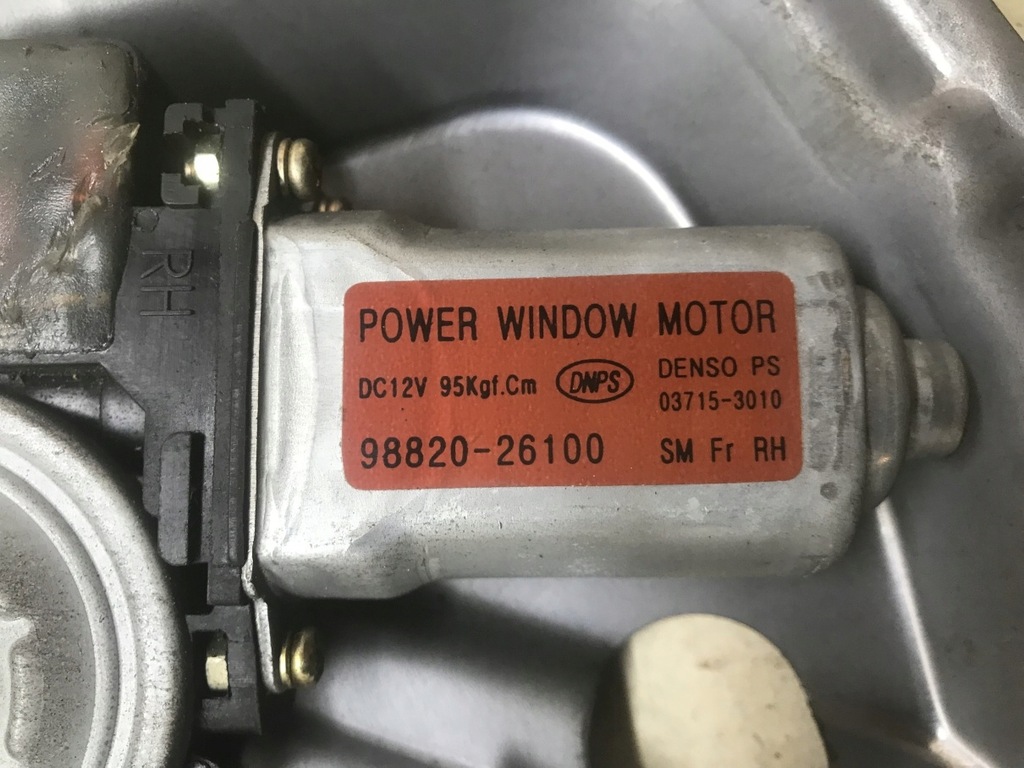 RH
POWER WINDOW MOTOR
DC12V 95Kgf.Cm DNPS DENSO PS
03715-3010
98820-26100 SM Fr RH